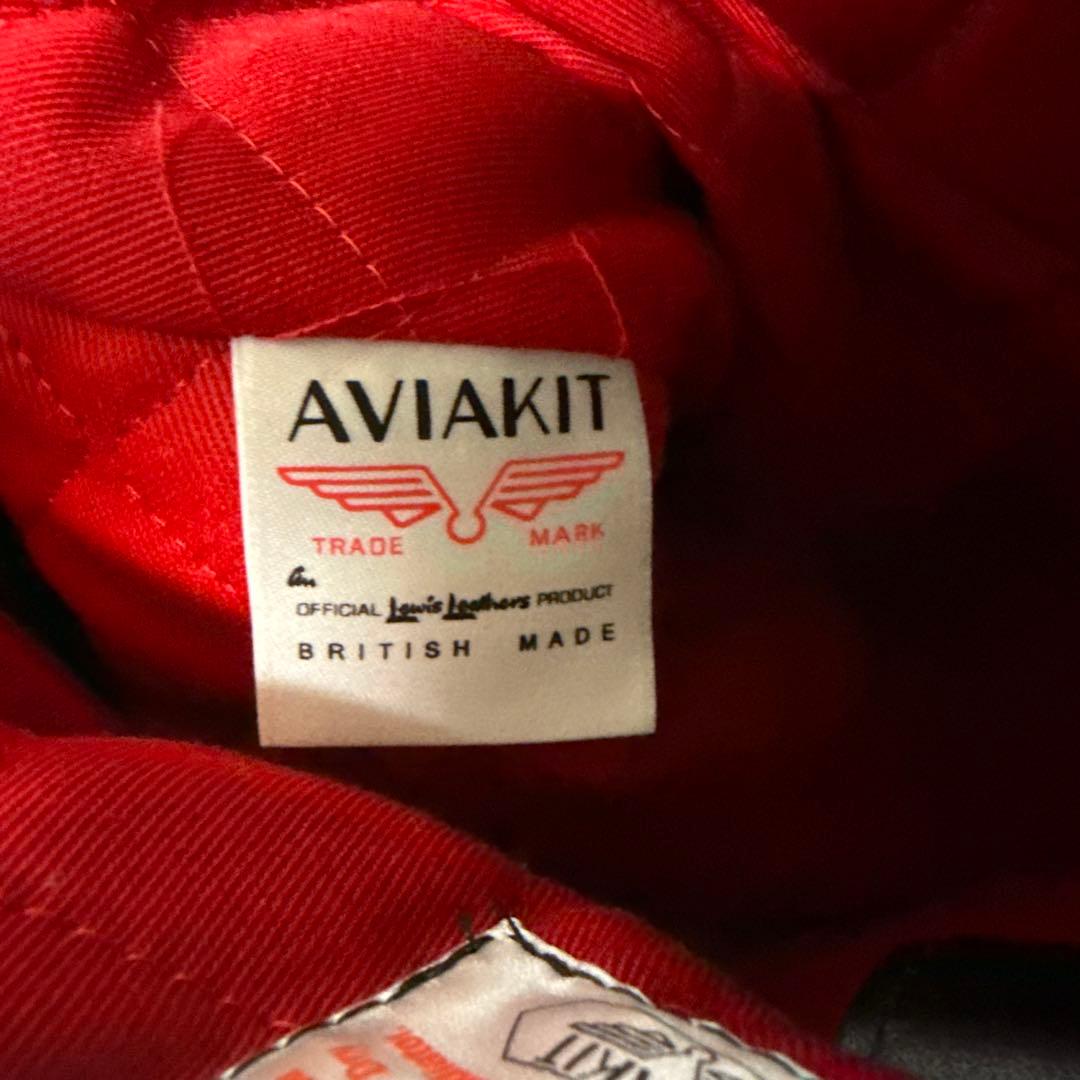 AVIAKIT
TRADE MARK
An
OFFICIAL Lewis Leathers PRODUCT
BRITISH MADE